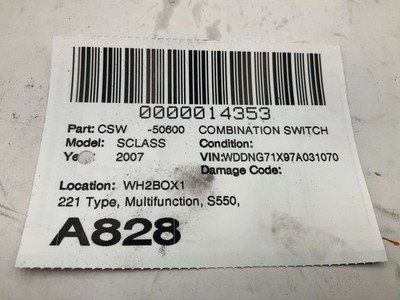 0000014353
Part: CSW -50600 COMBINATION SWITCH
Model: SCLASS Condition:
2007 VIN:WDDNG71X97A031070
Damage Code:
Location: WH2BOX1
221 Type, Multifunction, S550,
A828